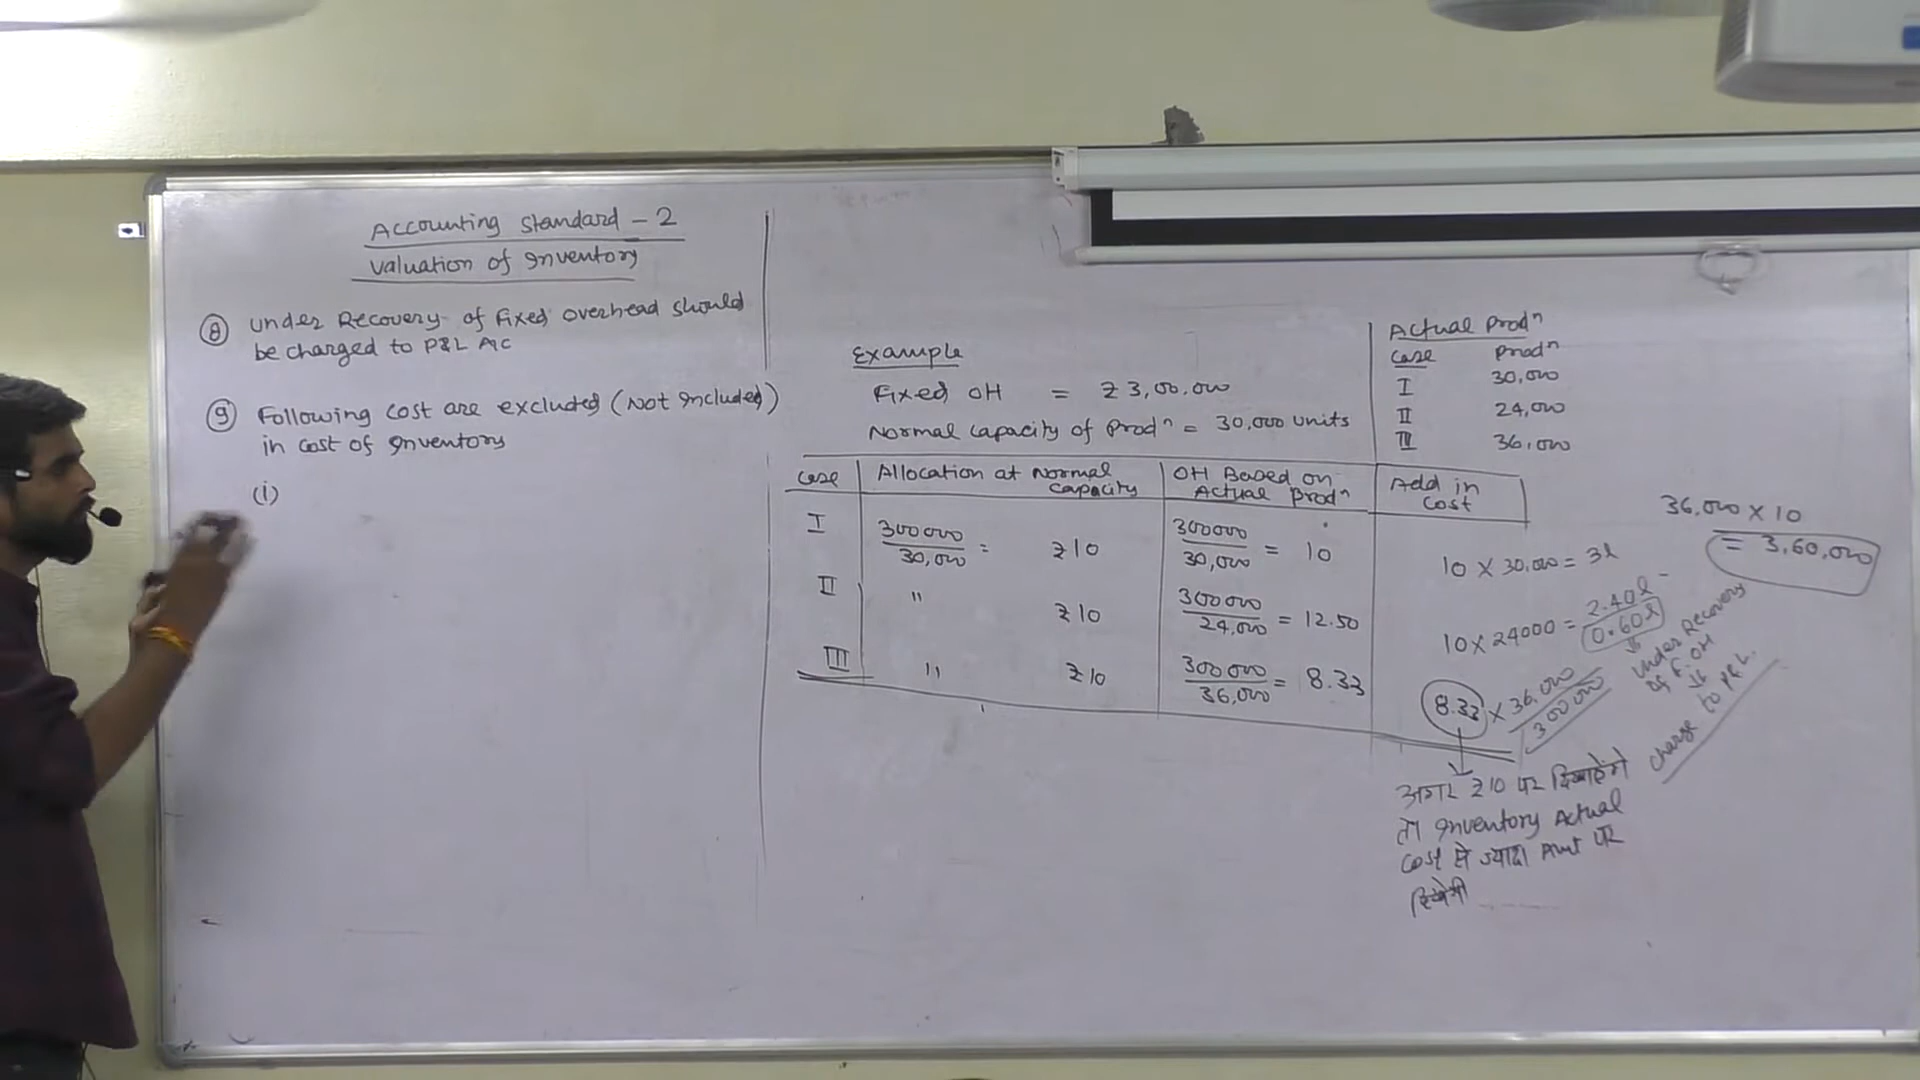 Accounting Standard - 2
Valuation of Inventory
⑧ Under Recovery of Fixed overhead should
be charged to P&L A/c
⑨ Following cost are excluded (Not Included)
in cost of Inventory
(i)
Example
Fixed OH = ₹3,00,000
Normal capacity of Prodⁿ = 30,000 units
Actual Prodⁿ
Case Prodⁿ
I 30,000
II 24,000
III 36,000
Case Allocation at Normal Capacity OH Based on Actual Prodⁿ Add in Cost
I 300000/30,000 = ₹10 300000/30,000 = 10 10 × 30,000 = 3l
II " ₹10 300000/24,000 = 12.50 10 × 24000 = 2.40l
0.60l
III " ₹10 300000/36,000 = 8.33 8.33 × 36,000
300000
36,000 × 10
= 3,60,000
Under Recovery
of F.OH
charge to P&L.
अगर ₹10 पर दिखाएंगे
तो Inventory Actual
Cost से ज्यादा Amt पर
दिखेगी